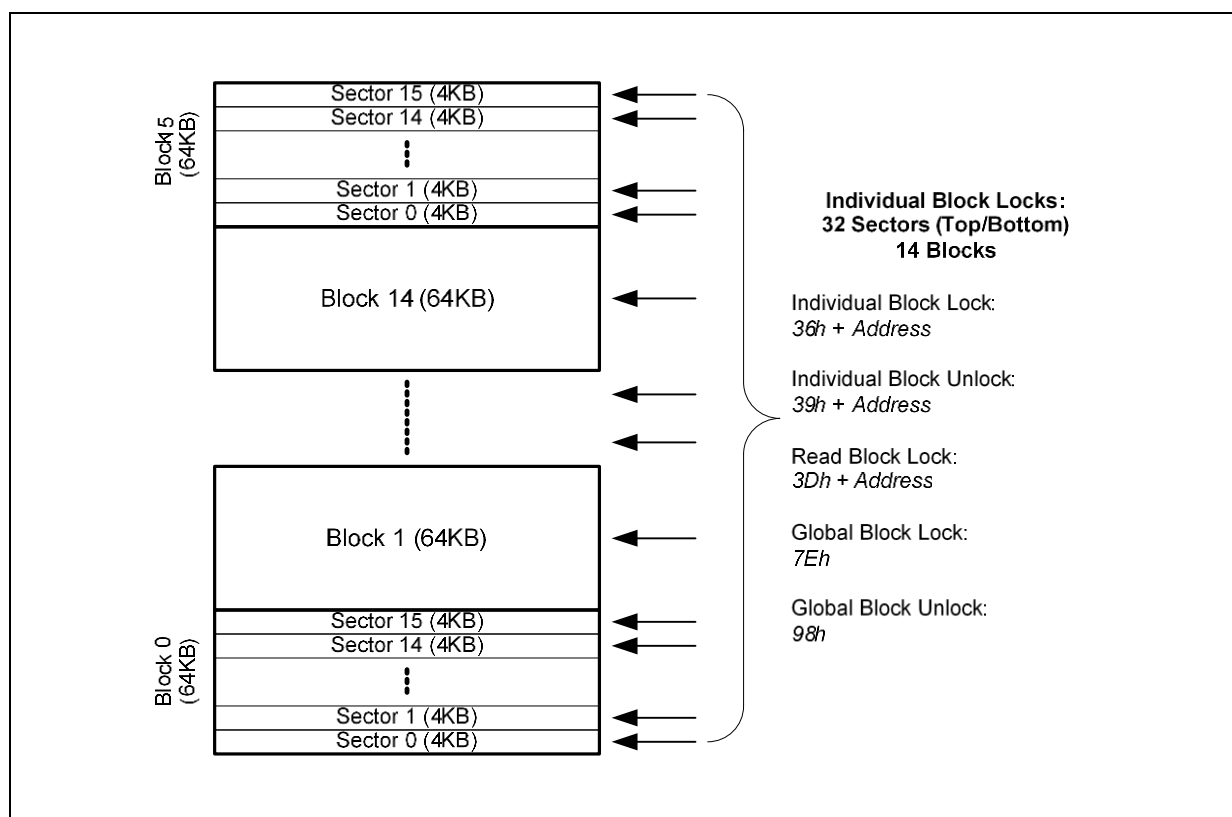 Block15
(64KB)
Sector 15 (4KB)
Sector 14 (4KB)
Sector 1 (4KB)
Sector 0 (4KB)
Block 14 (64KB)
Block 1 (64KB)
Block 0
(64KB)
Sector 15 (4KB)
Sector 14 (4KB)
Sector 1 (4KB)
Sector 0 (4KB)
Individual Block Locks:
32 Sectors (Top/Bottom)
14 Blocks
Individual Block Lock:
36h + Address
Individual Block Unlock:
39h + Address
Read Block Lock:
3Dh + Address
Global Block Lock:
7Eh
Global Block Unlock:
98h